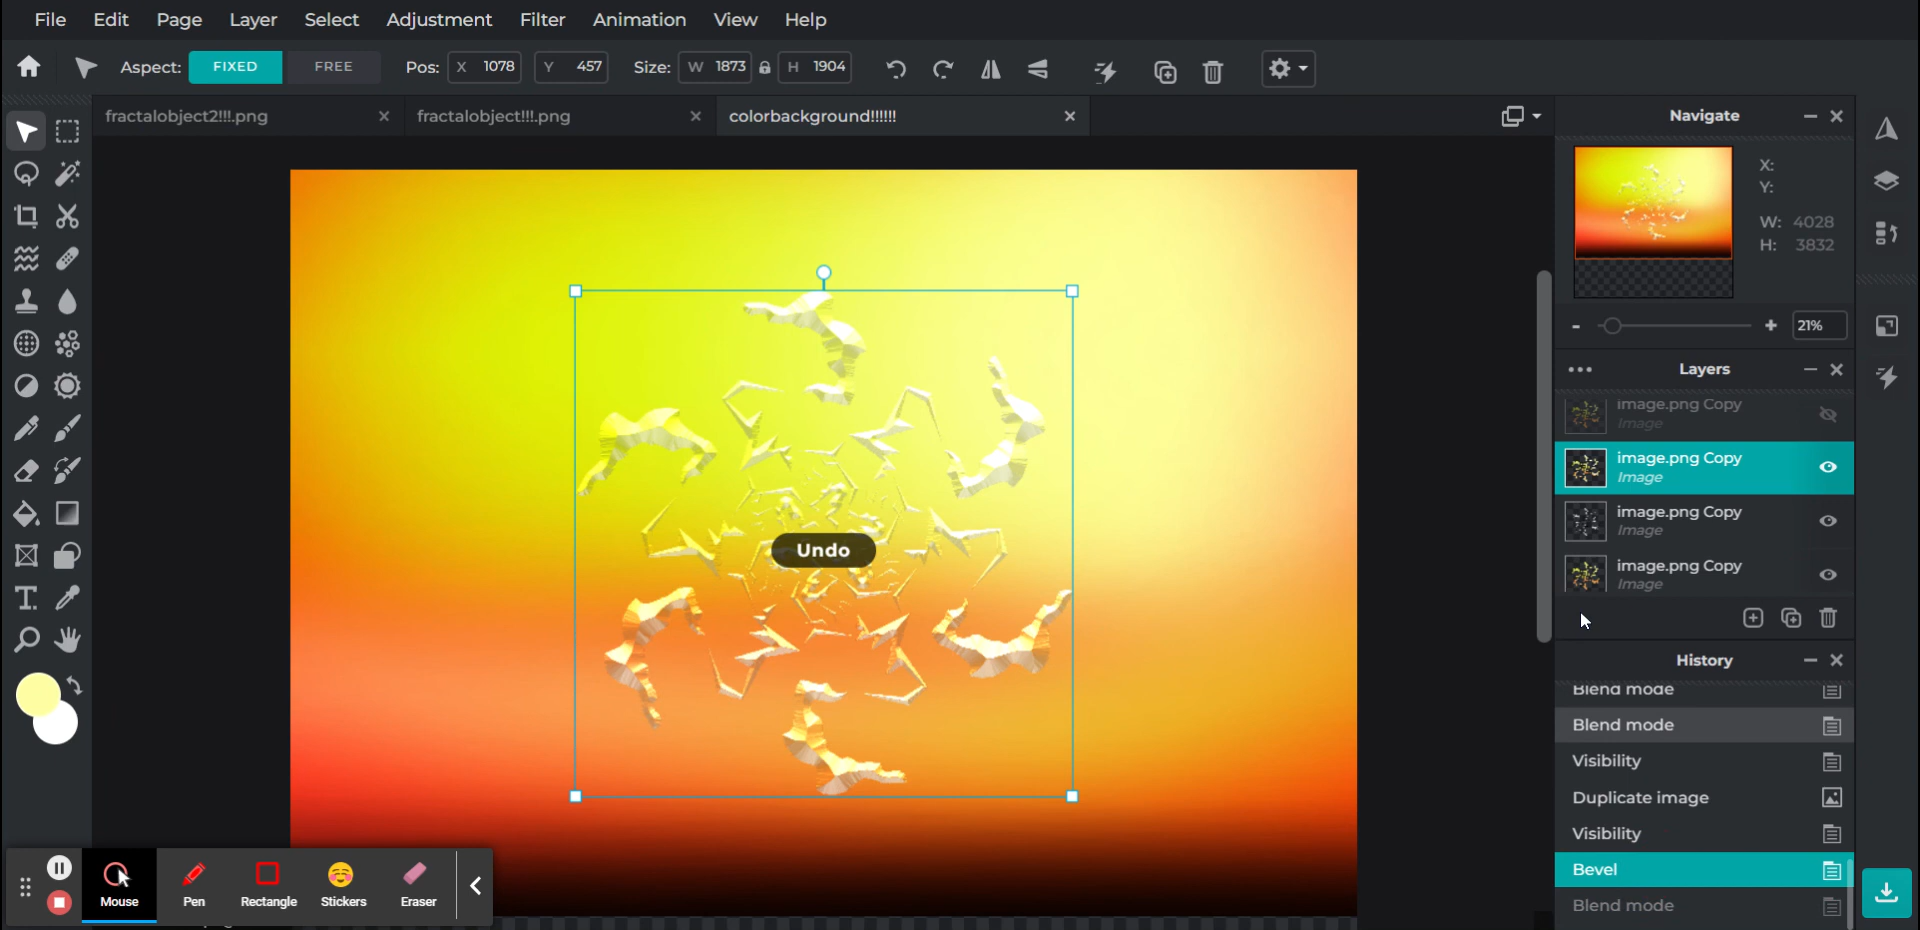 File Edit Page Layer Select Adjustment Filter Animation View Help
Aspect: FIXED FREE Pos: X 1078 Y 457 Size: W 1873 H 1904
fractalobject2!!!.png fractalobject!!!.png colorbackground!!!!!!
Navigate
X:
Y:
W: 4028
H: 3832
- + 21%
Layers
image.png Copy
Image
image.png Copy
Image
image.png Copy
Image
image.png Copy
Image
Undo
History
Blend mode
Blend mode
Visibility
Duplicate image
Visibility
Bevel
Blend mode
Mouse Pen Rectangle Stickers Eraser